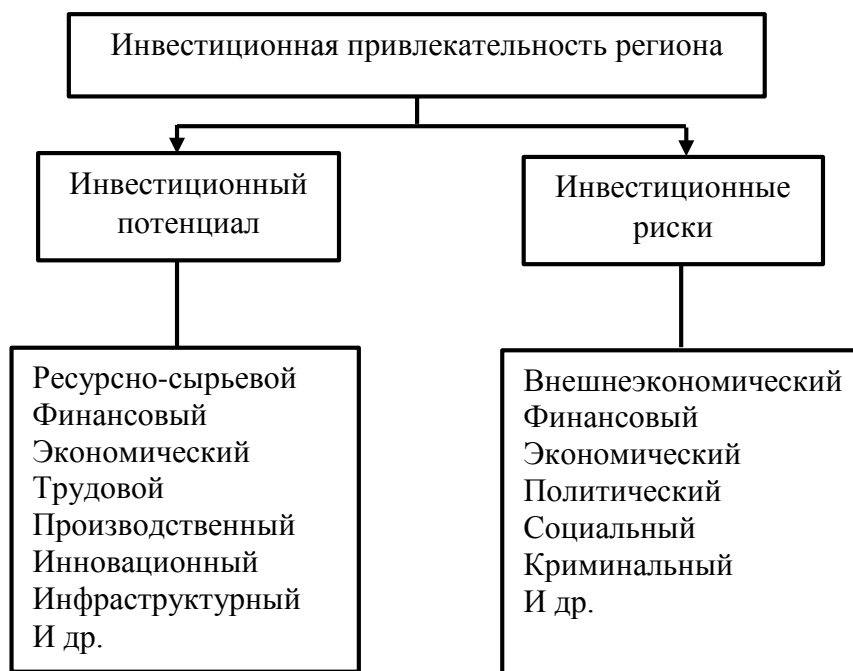 Инвестиционная привлекательность региона
Инвестиционный
потенциал
Инвестиционные
риски
Ресурсно-сырьевой
Финансовый
Экономический
Трудовой
Производственный
Инновационный
Инфраструктурный
И др.
Внешнеэкономический
Финансовый
Экономический
Политический
Социальный
Криминальный
И др.